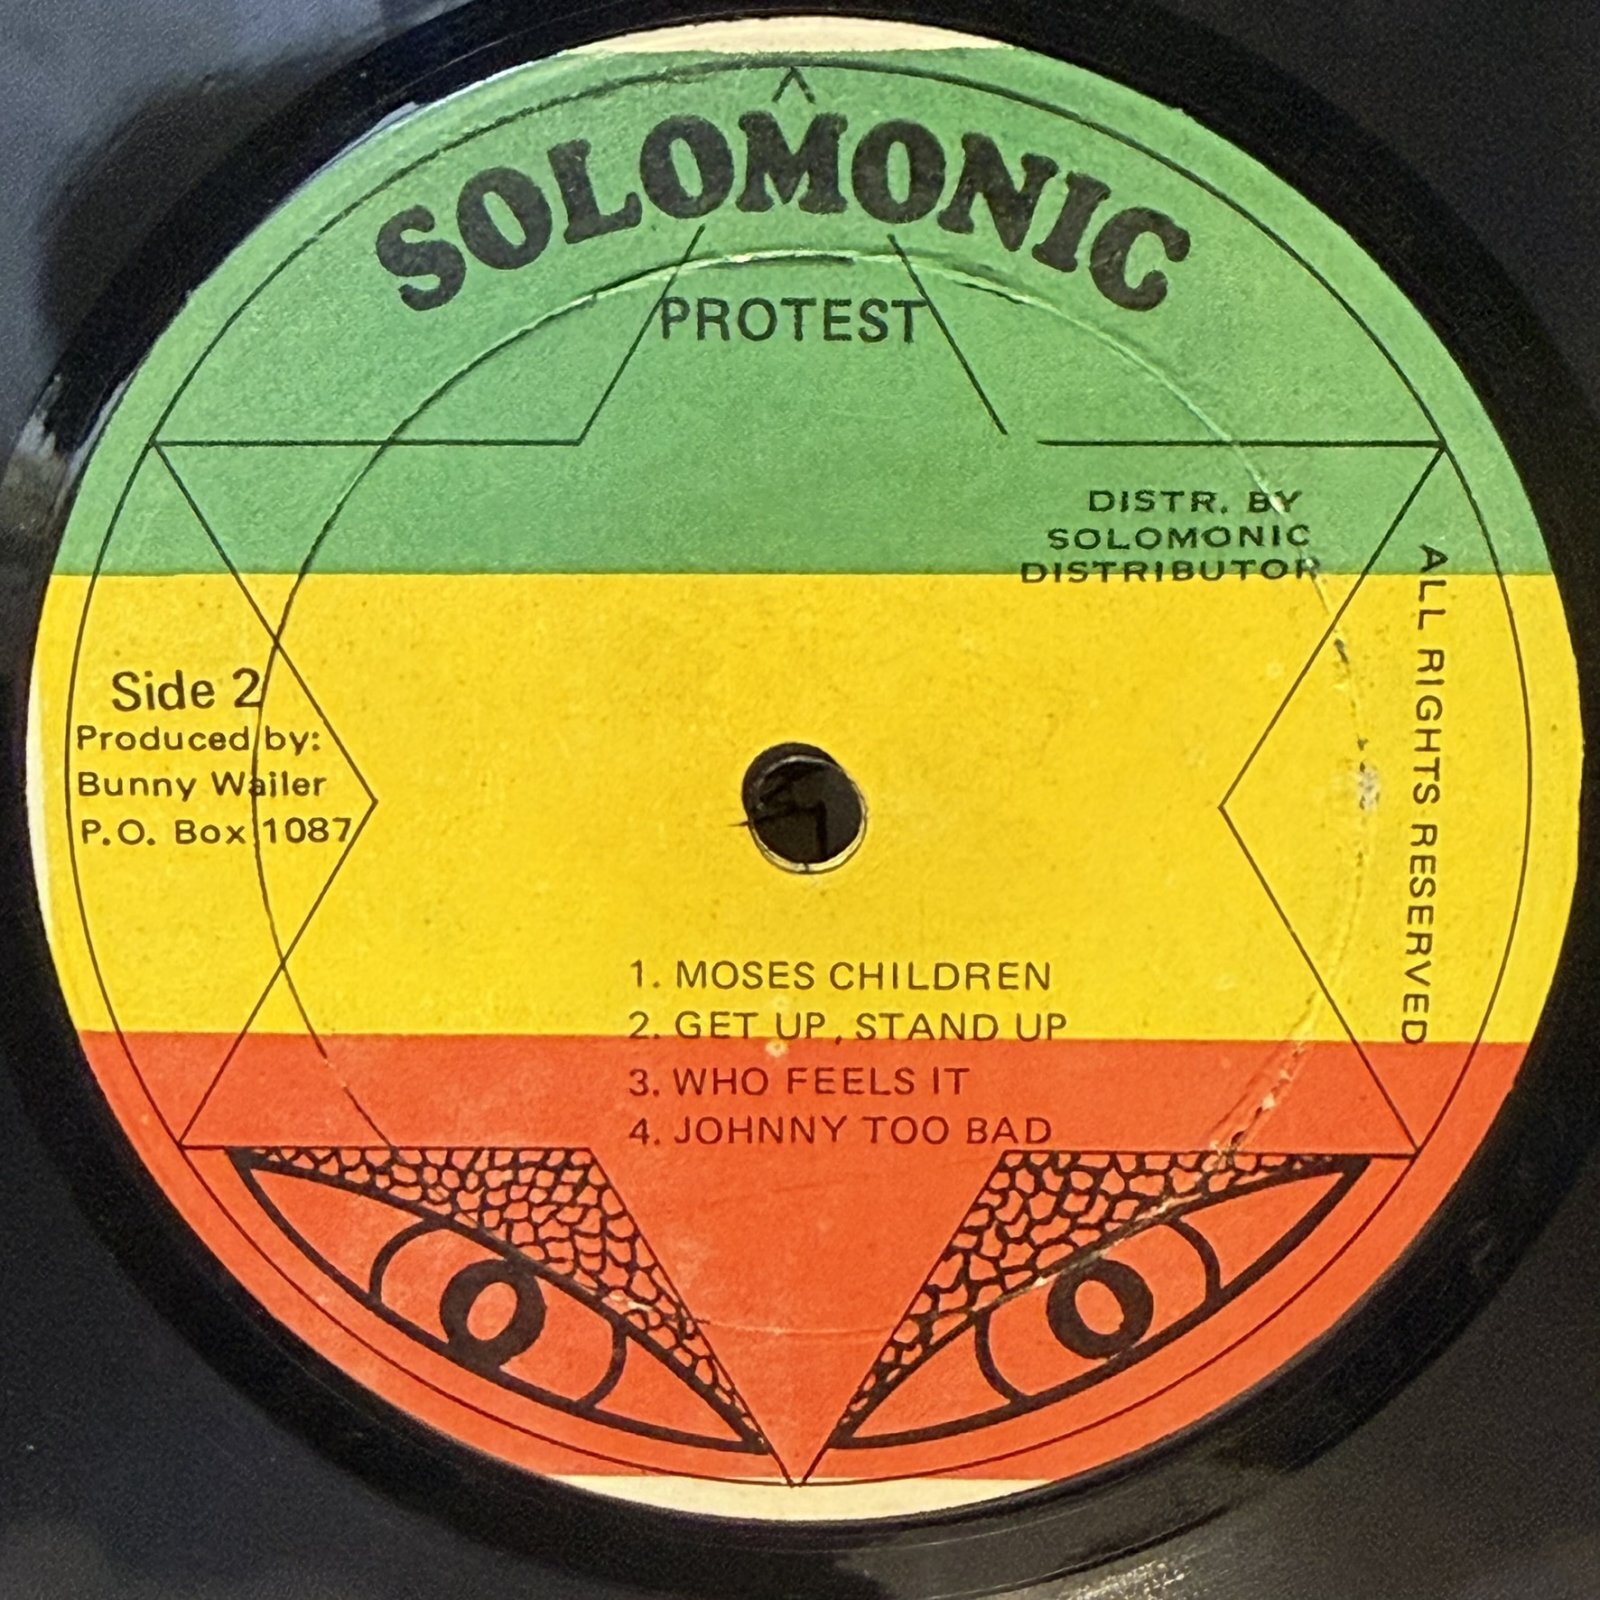 SOLOMONIC
PROTEST
DISTR. BY
SOLOMONIC
DISTRIBUTOR
ALL RIGHTS RESERVED
Side 2
Produced by:
Bunny Wailer
P.O. Box 1087
1. MOSES CHILDREN
2. GET UP, STAND UP
3. WHO FEELS IT
4. JOHNNY TOO BAD